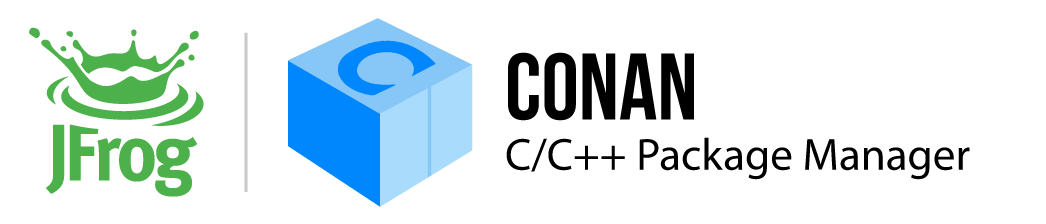 JFrog
CONAN
C/C++ Package Manager